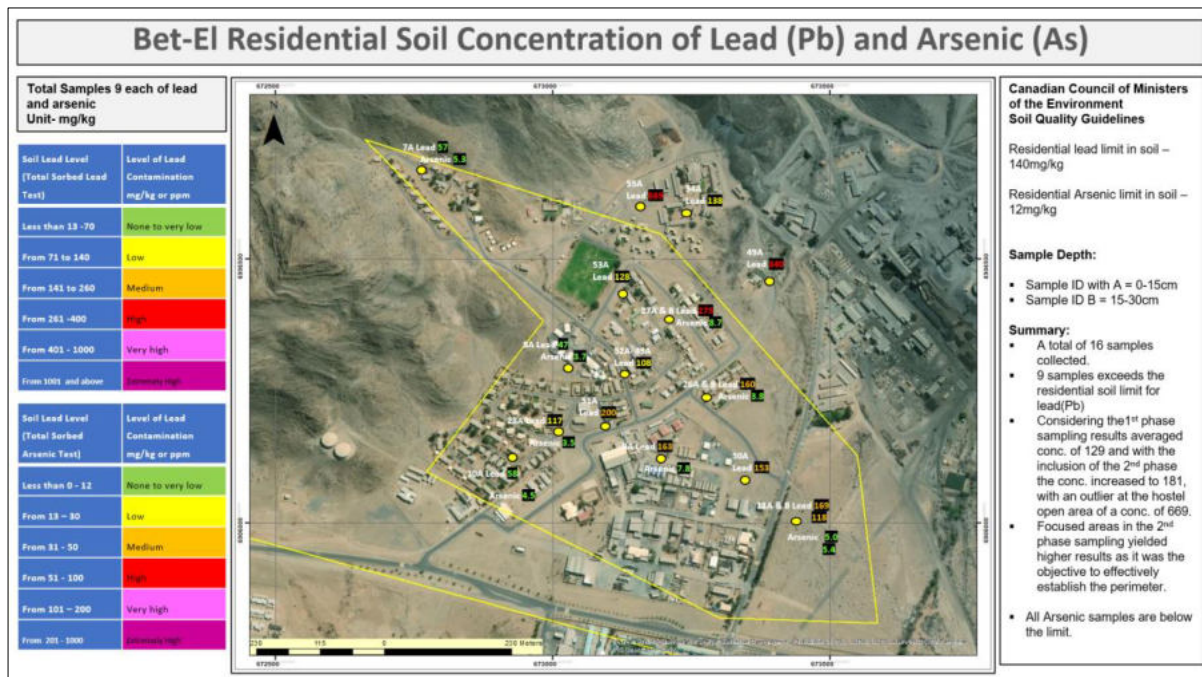 Bet-El Residential Soil Concentration of Lead (Pb) and Arsenic (As)
Total Samples 9 each of lead
and arsenic
Unit- mg/kg
Soil Lead Level
(Total Sorbed Lead
Test)
Level of Lead
Contamination
mg/kg or ppm
Less than 13 -70
None to very low
From 71 to 140
Low
From 141 to 260
Medium
From 261 -400
High
From 401 - 1000
Very high
From 1001 and above
Extremely High
Soil Lead Level
(Total Sorbed
Arsenic Test)
Level of Lead
Contamination
mg/kg or ppm
Less than 0 - 12
None to very low
From 13 – 30
Low
From 31 - 50
Medium
From 51 - 100
High
From 101 – 200
Very high
From 201 - 1000
Extremely High
672500
673000
673500
N
7A Lead 57
Arsenic 5.3
55A
Lead
54A
Lead 138
49A
Lead
53A
Lead 128
27A & B Lead
Arsenic 8.7
8A Lead 47
Arsenic 3.7
Lead 108
26A & B Lead 160
Arsenic 3.8
51A
Lead 200
23A Lead 117
Arsenic 3.5
10A Lead 58
Arsenic 4.5
Lead 163
Arsenic 7.8
Lead 153
Lead 169
118
Arsenic 5.0
5.4
230
115
0
230 Meters
672500
673000
673500
Canadian Council of Ministers
of the Environment
Soil Quality Guidelines
Residential lead limit in soil –
140mg/kg
Residential Arsenic limit in soil –
12mg/kg
Sample Depth:
▪ Sample ID with A = 0-15cm
▪ Sample ID B = 15-30cm
Summary:
▪ A total of 16 samples
collected.
▪ 9 samples exceeds the
residential soil limit for
lead(Pb)
▪ Considering the1st phase
sampling results averaged
conc. of 129 and with the
inclusion of the 2nd phase
the conc. increased to 181,
with an outlier at the hostel
open area of a conc. of 669.
▪ Focused areas in the 2nd
phase sampling yielded
higher results as it was the
objective to effectively
establish the perimeter.
▪ All Arsenic samples are below
the limit.